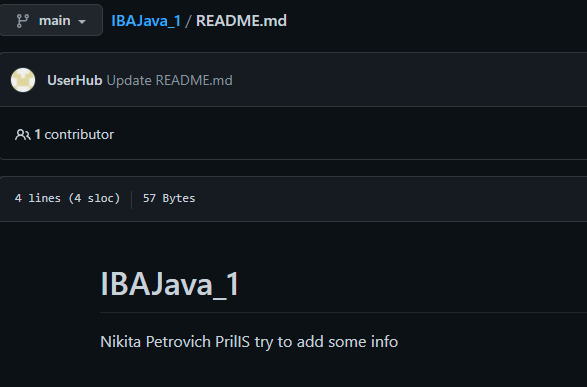 main
IBAJava_1 / README.md
UserHub Update README.md
1 contributor
4 lines (4 sloc) 57 Bytes
IBAJava_1
Nikita Petrovich PrilIS try to add some info